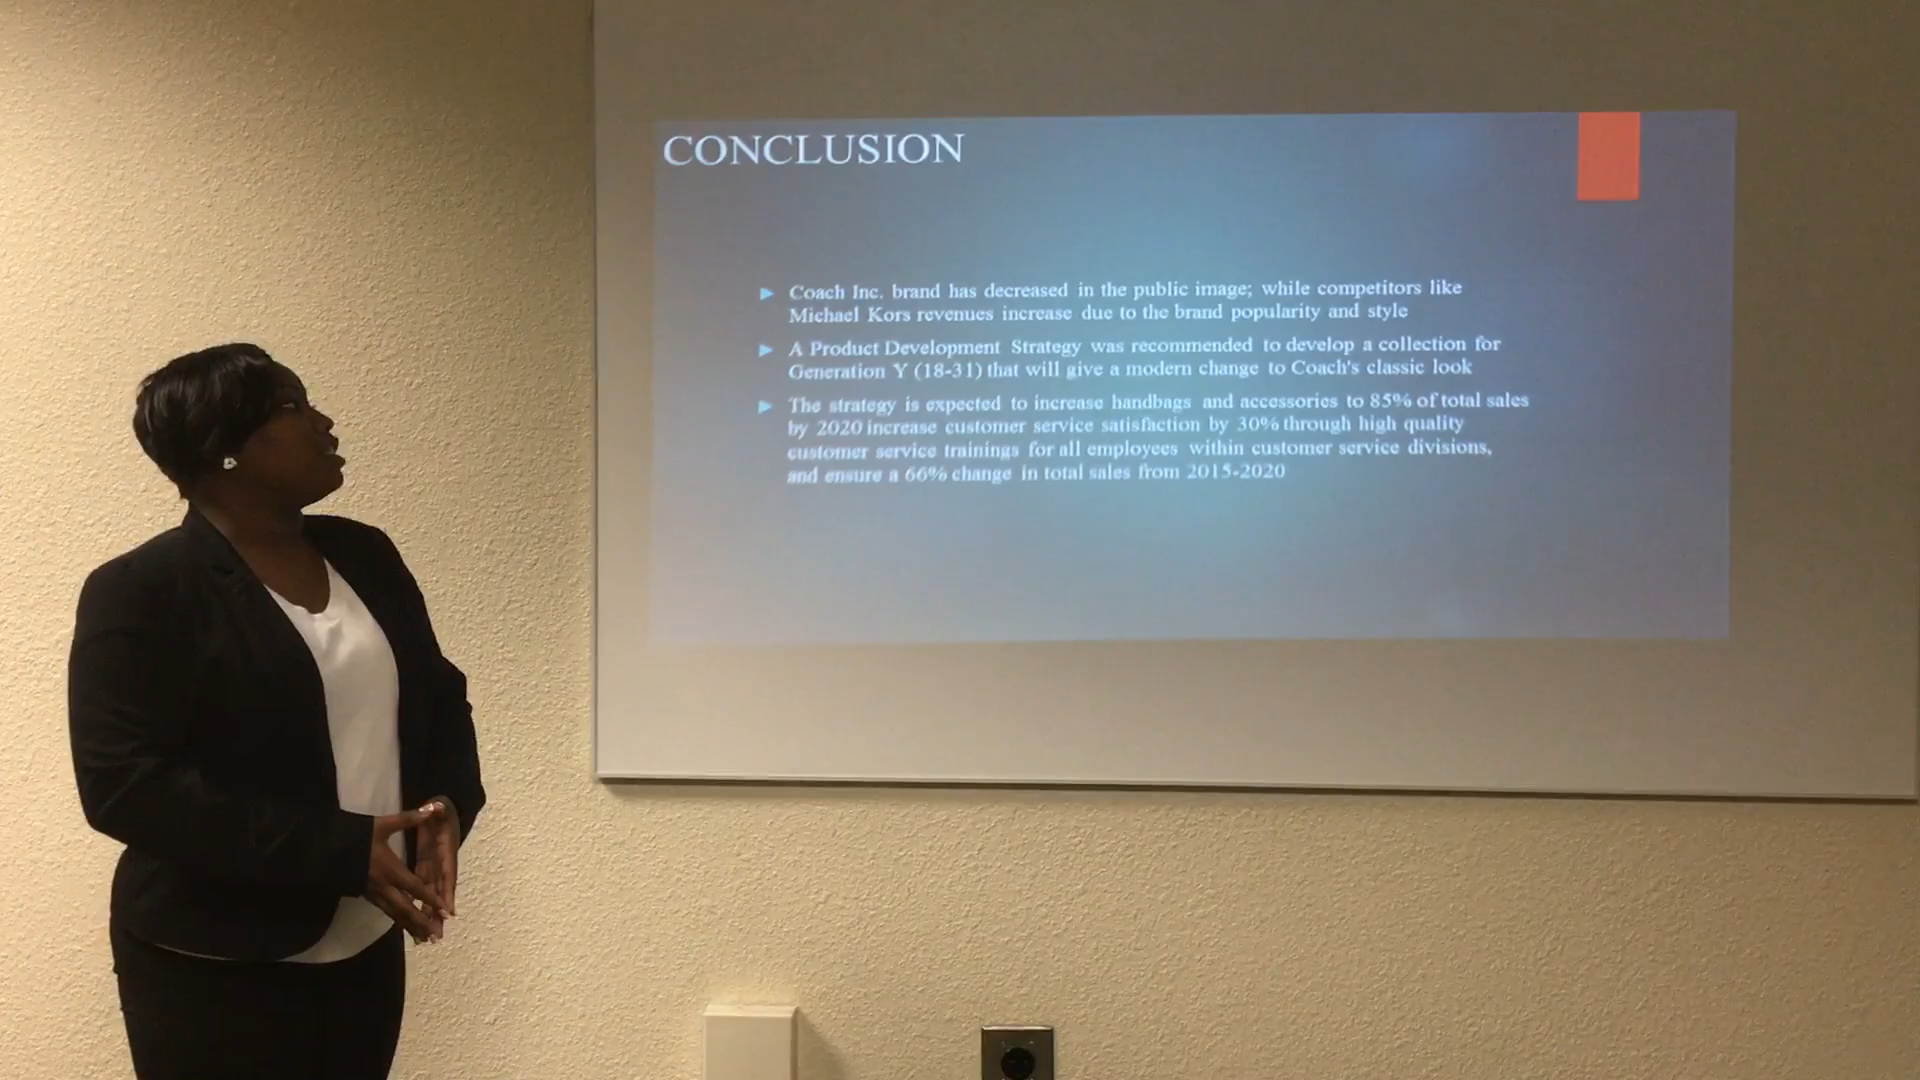 CONCLUSION
Coach Inc. brand has decreased in the public image; while competitors like
Michael Kors revenues increase due to the brand popularity and style
A Product Development Strategy was recommended to develop a collection for
Generation Y (18-31) that will give a modern change to Coach's classic look
The strategy is expected to increase handbags and accessories to 85% of total sales
by 2020 increase customer service satisfaction by 30% through high quality
customer service trainings for all employees within customer service divisions,
and ensure a 66% change in total sales from 2015-2020